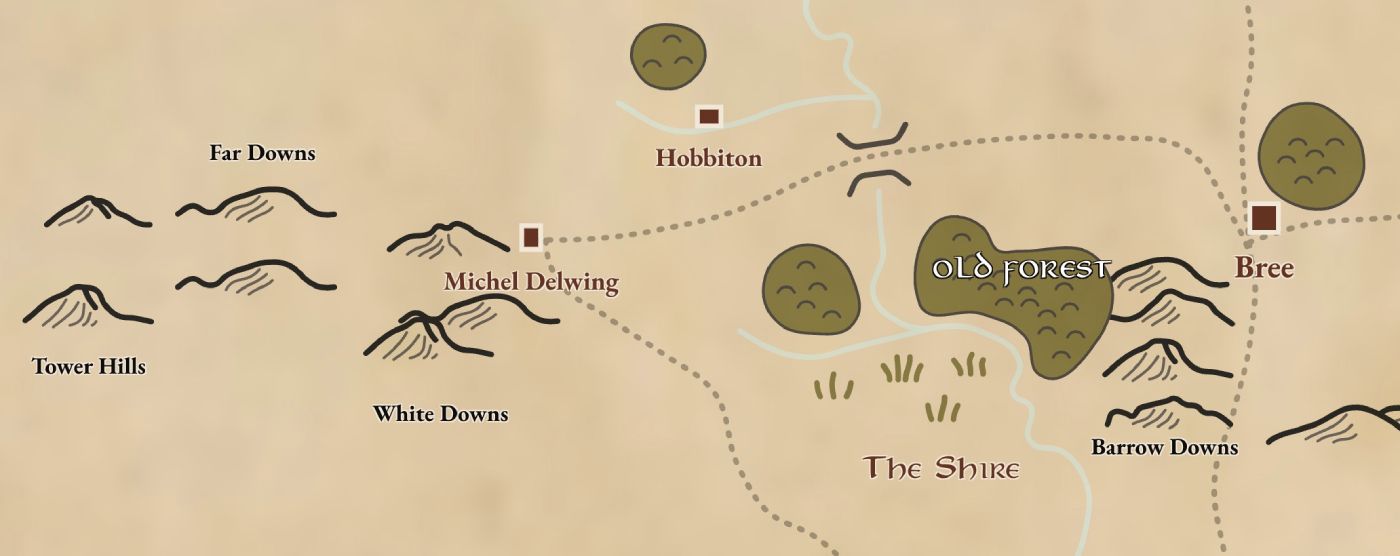 Far Downs
Hobbiton
Michel Delwing
OLD FOREST
Bree
Tower Hills
White Downs
Barrow Downs
The Shire